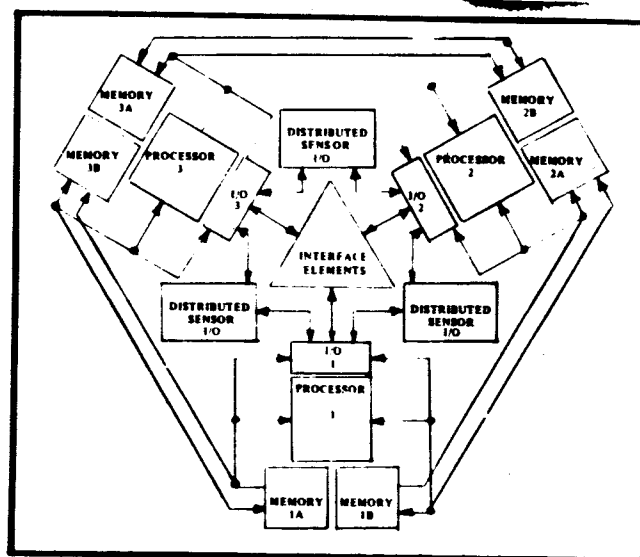 MEMORY
3A
MEMORY
2B
DISTRIBUTED
SENSOR
I/O
MEMORY
3B
PROCESSOR
3
PROCESSOR
2
MEMORY
2A
I/O
3
I/O
2
INTERFACE
ELEMENTS
DISTRIBUTED
SENSOR
I/O
DISTRIBUTED
SENSOR
I/O
I/O
1
PROCESSOR
1
MEMORY
1A
MEMORY
1B